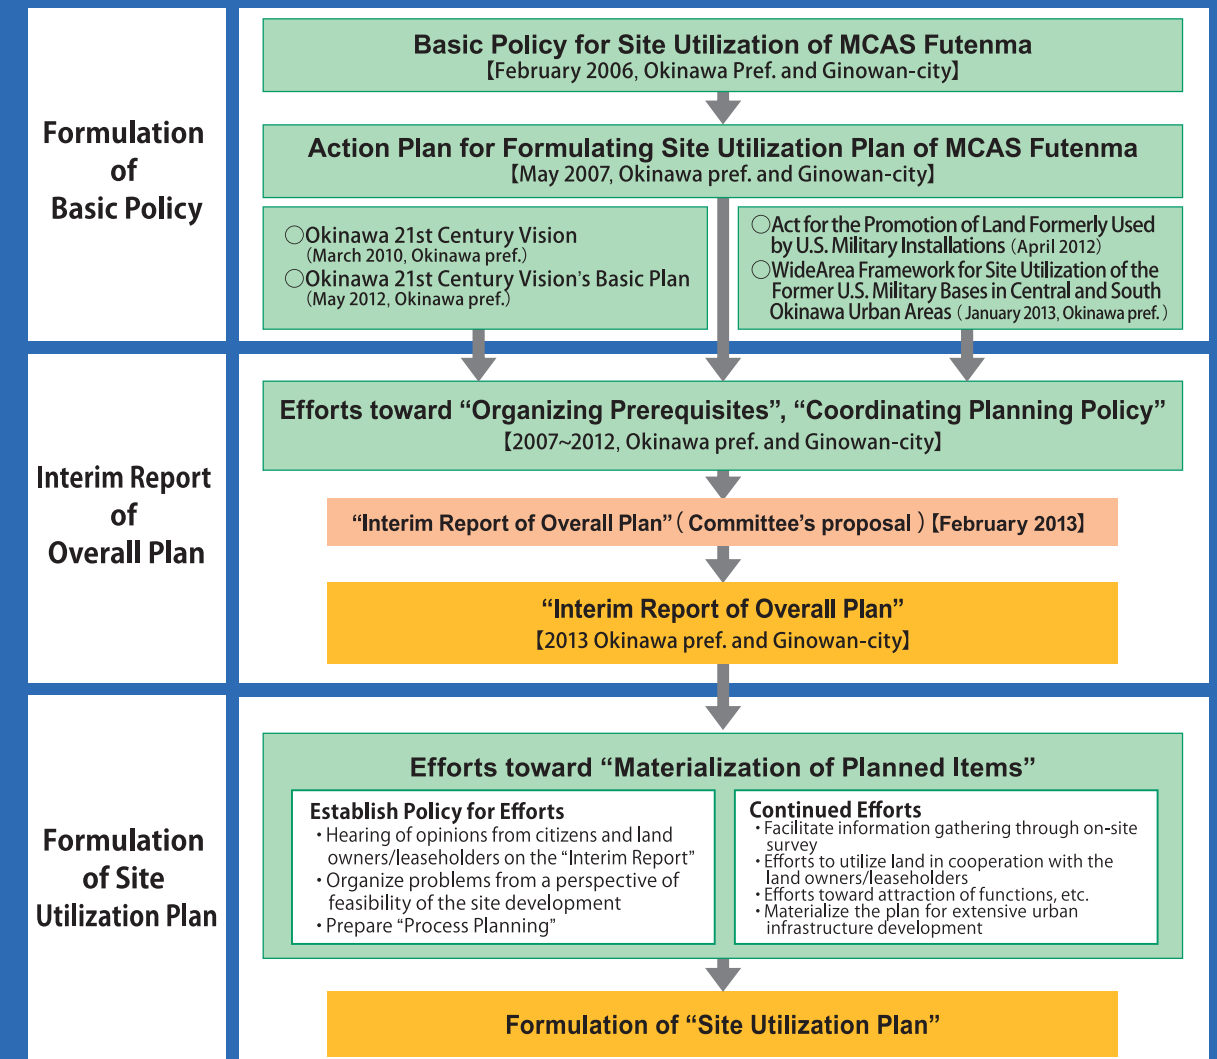 Formulation
of
Basic Policy
Basic Policy for Site Utilization of MCAS Futenma
【February 2006, Okinawa Pref. and Ginowan-city】
Action Plan for Formulating Site Utilization Plan of MCAS Futenma
【May 2007, Okinawa pref. and Ginowan-city】
○Okinawa 21st Century Vision
(March 2010, Okinawa pref.)
○Okinawa 21st Century Vision's Basic Plan
(May 2012, Okinawa pref.)
○Act for the Promotion of Land Formerly Used
by U.S. Military Installations (April 2012)
○WideArea Framework for Site Utilization of the
Former U.S. Military Bases in Central and South
Okinawa Urban Areas (January 2013, Okinawa pref.)
Interim Report
of
Overall Plan
Efforts toward “Organizing Prerequisites”, “Coordinating Planning Policy”
【2007~2012, Okinawa pref. and Ginowan-city】
“Interim Report of Overall Plan” (Committee's proposal)【February 2013】
“Interim Report of Overall Plan”
【2013 Okinawa pref. and Ginowan-city】
Formulation
of Site
Utilization Plan
Efforts toward “Materialization of Planned Items”
Establish Policy for Efforts
・Hearing of opinions from citizens and land
owners/leaseholders on the “Interim Report”
・Organize problems from a perspective of
feasibility of the site development
・Prepare “Process Planning”
Continued Efforts
・Facilitate information gathering through on-site
survey
・Efforts to utilize land in cooperation with the
land owners/leaseholders
・Efforts toward attraction of functions, etc.
・Materialize the plan for extensive urban
infrastructure development
Formulation of “Site Utilization Plan”